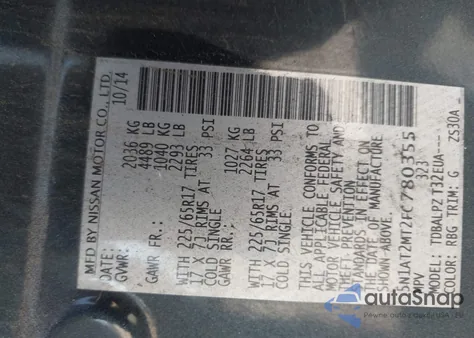 MFD BY NISSAN MOTOR CO., LTD.
DATE: 10/14
GVWR: 2036 KG
4489 LB
GAWR FR.: 1040 KG
2293 LB
WITH 225/65R17 TIRES
17 X 7J RIMS AT 33 PSI
COLD SINGLE
GAWR RR.: 1027 KG
2264 LB
WITH 225/65R17 TIRES
17 X 7J RIMS AT 33 PSI
COLD SINGLE
THIS VEHICLE CONFORMS TO
ALL APPLICABLE FEDERAL
MOTOR VEHICLE SAFETY AND
THEFT PREVENTION
STANDARDS IN EFFECT ON
THE DATE OF MANUFACTURE
SHOWN ABOVE.
MPV 323
MODEL:
COLOR: RBG TRIM: G ZS30A
autoSnap